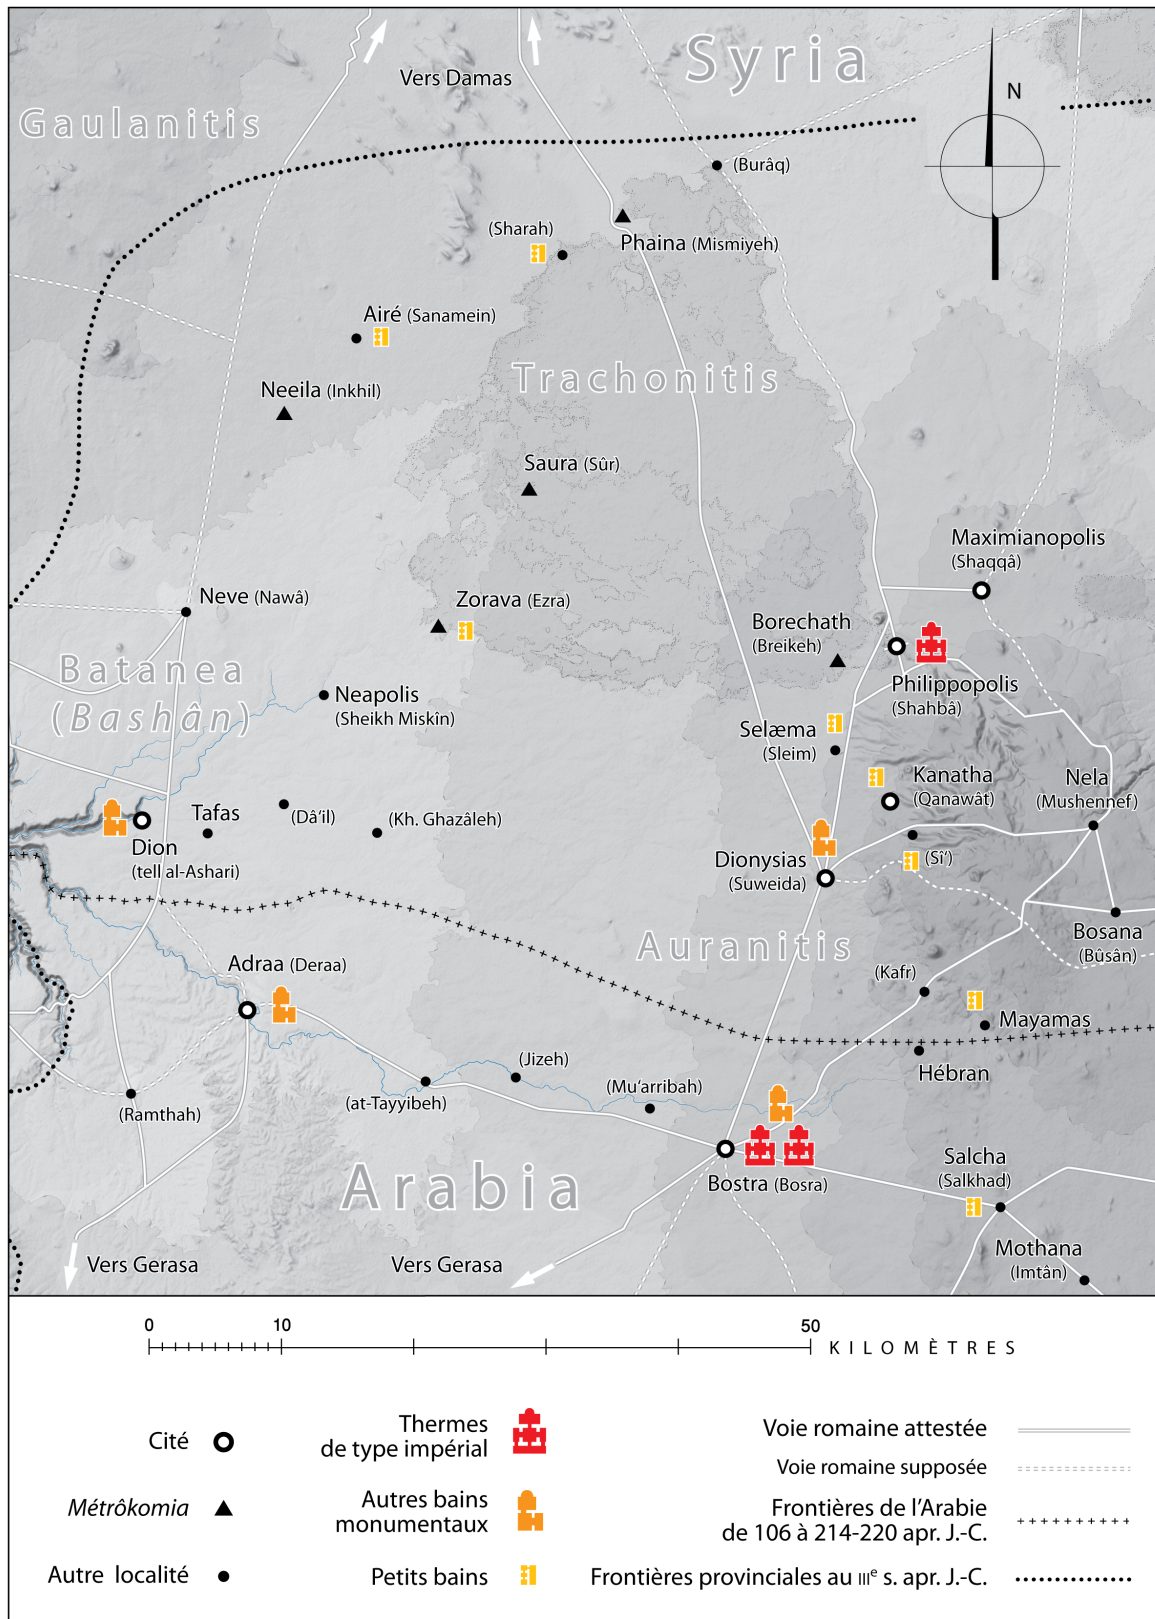 Syria
Vers Damas
N
Gaulanitis
(Burâq)
(Sharah)
Phaina (Mismiyeh)
Airé (Sanamein)
Trachonitis
Neeila (Inkhil)
Saura (Sûr)
Maximianopolis
(Shaqqâ)
Neve (Nawâ)
Zorava (Ezra)
Borechath
(Breikeh)
Batanea
(Bashân)
Neapolis
(Sheikh Miskîn)
Philippopolis
(Shahbâ)
Selæma
(Sleim)
Kanatha
(Qanawât)
Nela
(Mushennef)
Tafas
(Dâ‘il)
(Kh. Ghazâleh)
Dion
(tell al-Ashari)
Dionysias
(Suweida)
(Sî‘)
Bosana
(Bûsân)
Auranitis
Adraa (Deraa)
(Kafr)
Mayamas
Hébran
(Jizeh)
(Mu‘arribah)
(at-Tayyibeh)
(Ramthah)
Arabia
Bostra (Bosra)
Salcha
(Salkhad)
Mothana
(Imtân)
Vers Gerasa
Vers Gerasa
0 10 50
KILOMÈTRES
Cité
Métrôkomia
Autre localité
Thermes
de type impérial
Autres bains
monumentaux
Petits bains
Voie romaine attestée
Voie romaine supposée
Frontières de l’Arabie
de 106 à 214-220 apr. J.-C.
Frontières provinciales au IIIe s. apr. J.-C.